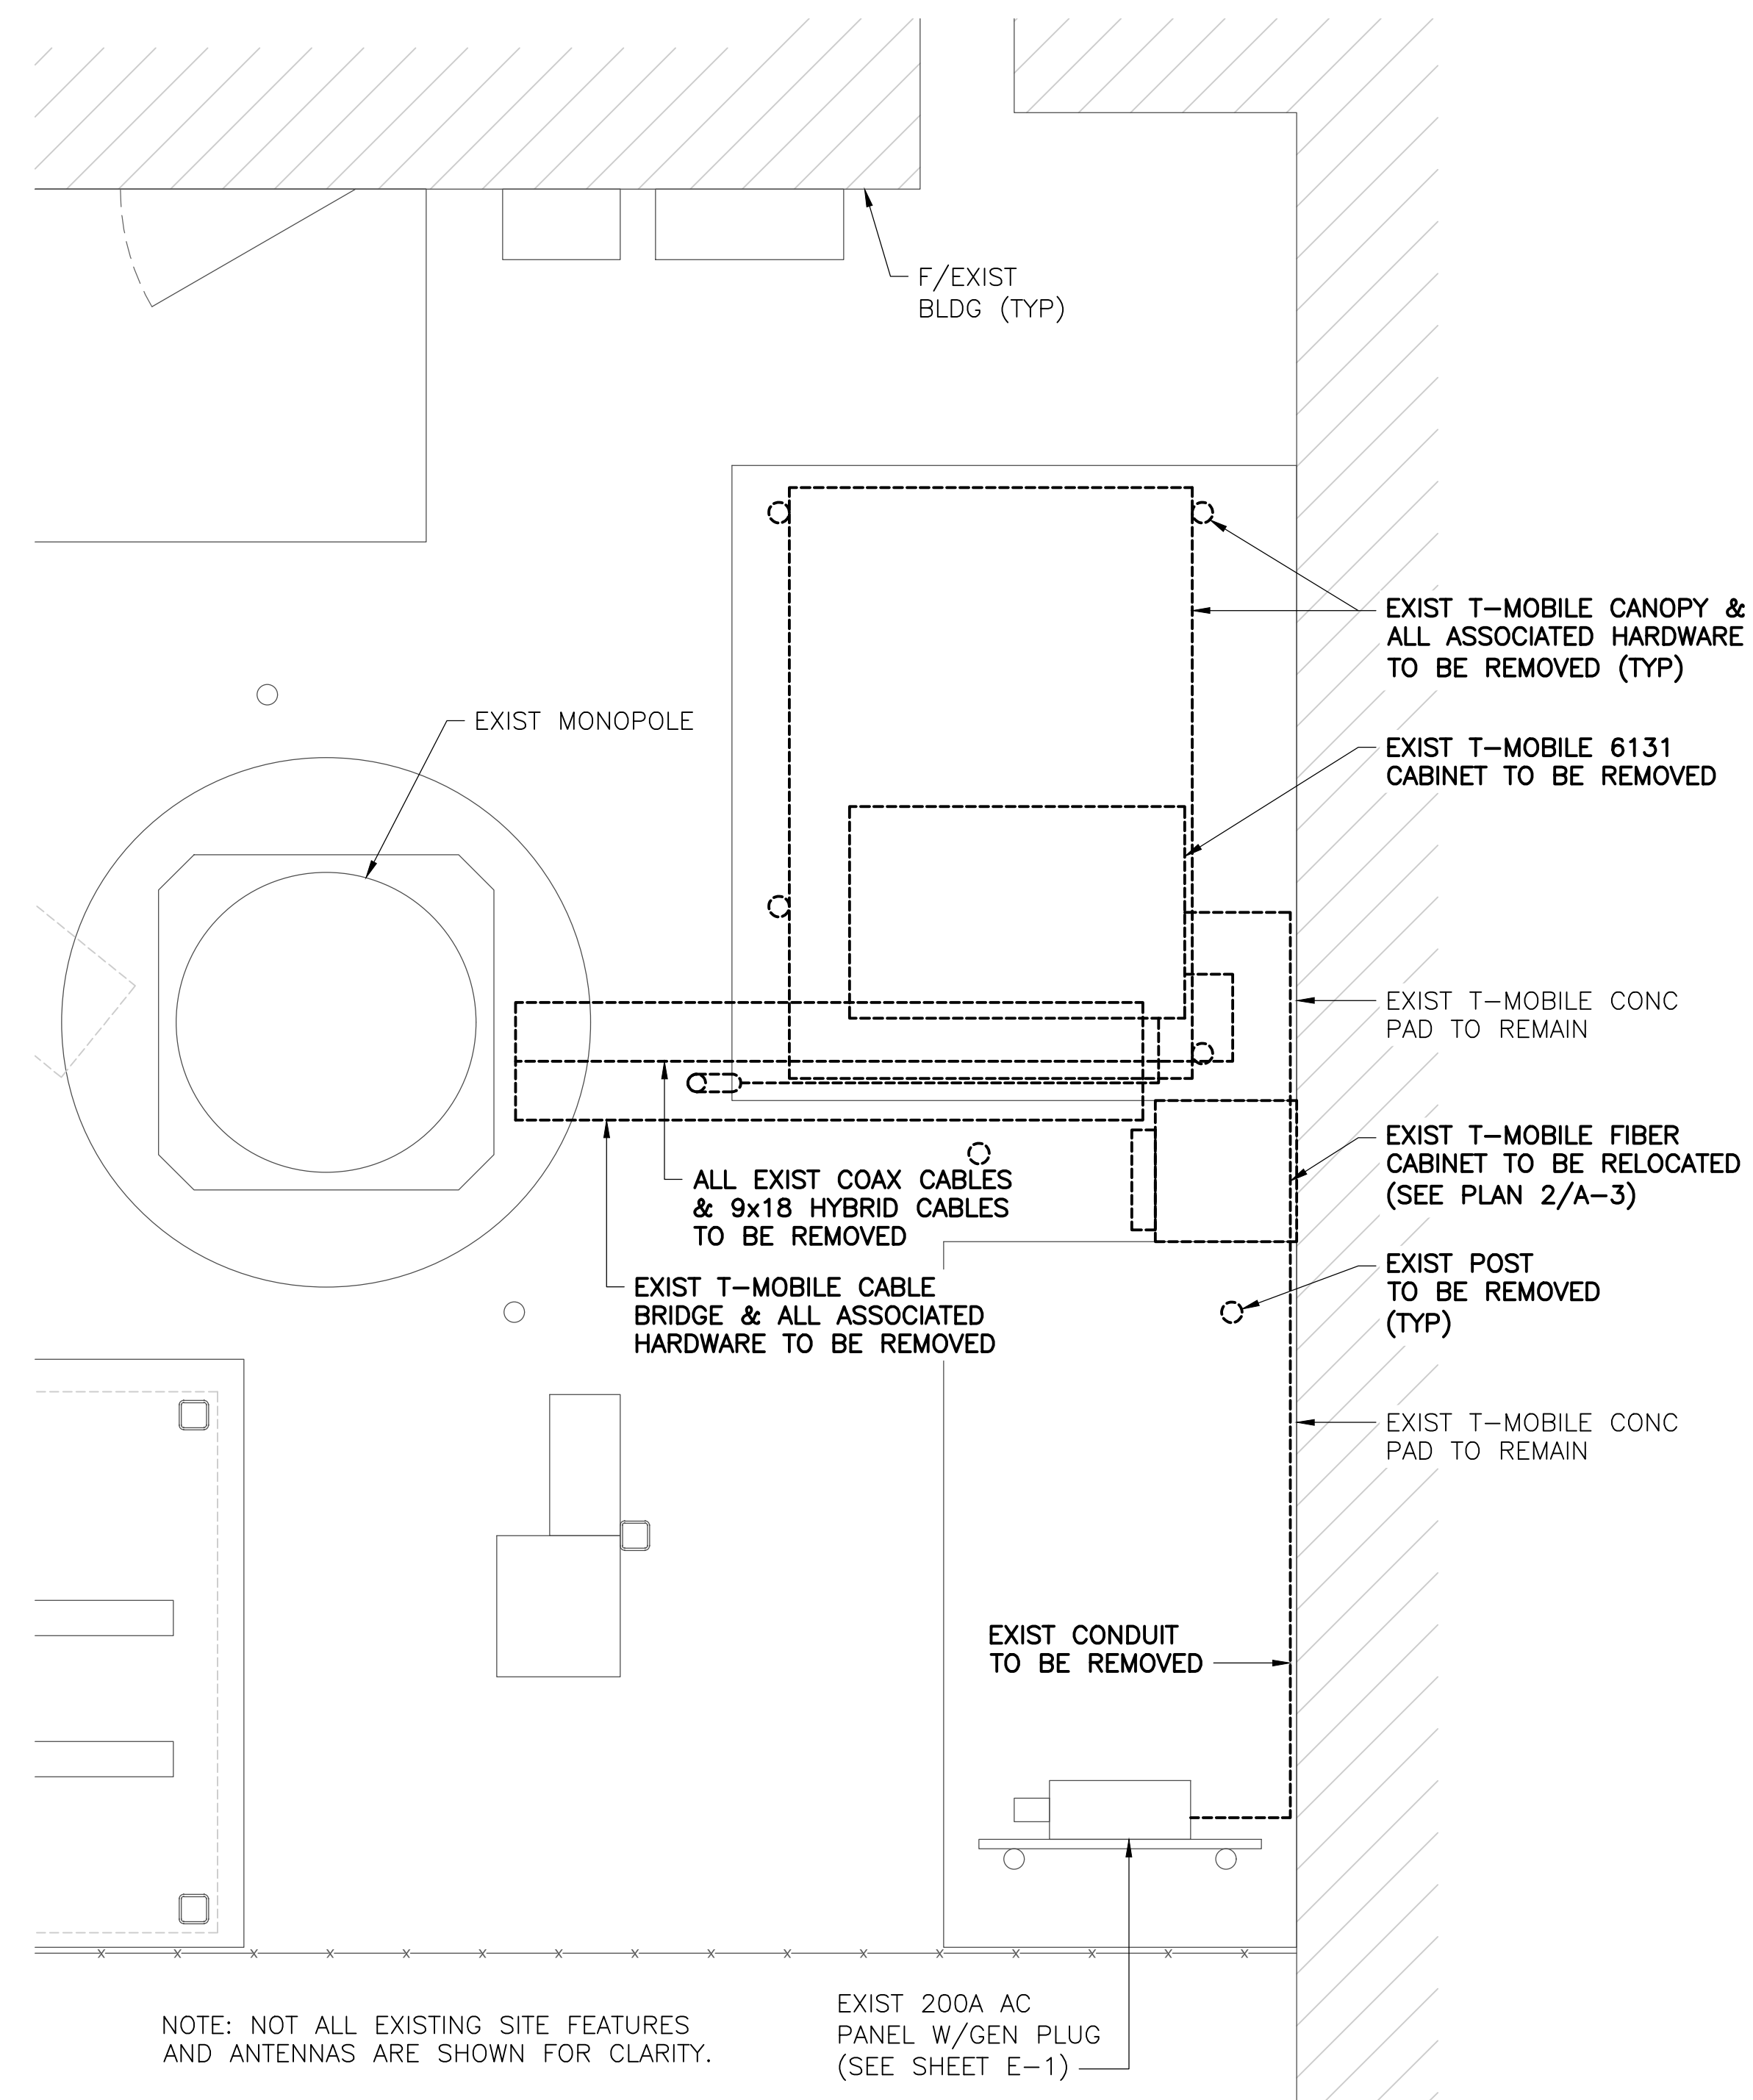 F/EXIST
BLDG (TYP)
EXIST T-MOBILE CANOPY &
ALL ASSOCIATED HARDWARE
TO BE REMOVED (TYP)
EXIST MONOPOLE
EXIST T-MOBILE 6131
CABINET TO BE REMOVED
EXIST T-MOBILE CONC
PAD TO REMAIN
EXIST T-MOBILE FIBER
CABINET TO BE RELOCATED
(SEE PLAN 2/A-3)
ALL EXIST COAX CABLES
& 9x18 HYBRID CABLES
TO BE REMOVED
EXIST POST
TO BE REMOVED
(TYP)
EXIST T-MOBILE CABLE
BRIDGE & ALL ASSOCIATED
HARDWARE TO BE REMOVED
EXIST T-MOBILE CONC
PAD TO REMAIN
EXIST CONDUIT
TO BE REMOVED
EXIST 200A AC
PANEL W/GEN PLUG
(SEE SHEET E-1)
NOTE: NOT ALL EXISTING SITE FEATURES
AND ANTENNAS ARE SHOWN FOR CLARITY.